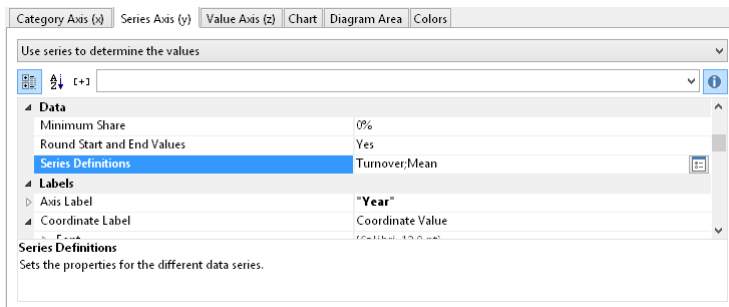 Category Axis {x} Series Axis {y} Value Axis {z} Chart Diagram Area Colors
Use series to determine the values
[+]
Data
Minimum Share 0%
Round Start and End Values Yes
Series Definitions Turnover;Mean
Labels
Axis Label "Year"
Coordinate Label Coordinate Value
Series Definitions
Sets the properties for the different data series.